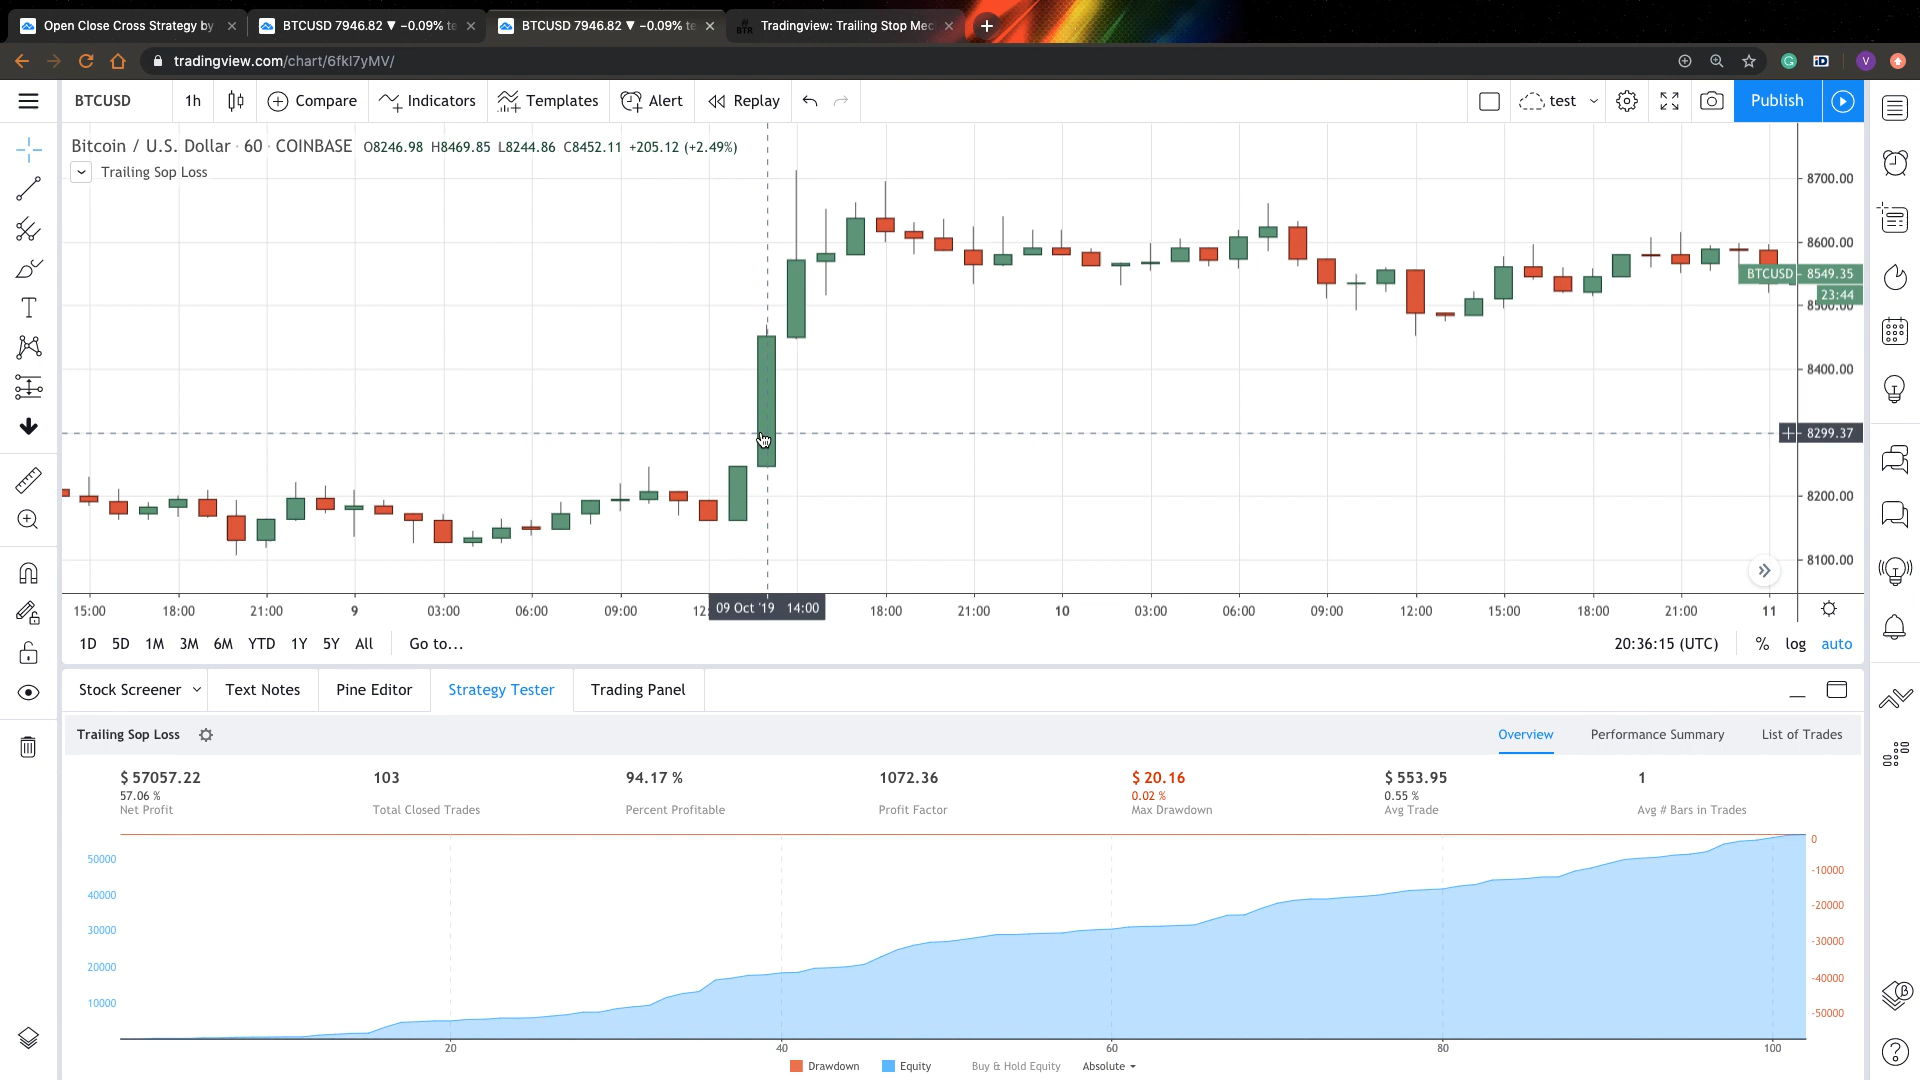 Open Close Cross Strategy by
BTCUSD 7946.82 ▼ −0.09% te
BTCUSD 7946.82 ▼ −0.09% te
BTR
Tradingview: Trailing Stop Mec
tradingview.com/chart/6fkI7yMV/
V
BTCUSD
1h
Compare
Indicators
Templates
Alert
Replay
test
Publish
Bitcoin / U.S. Dollar · 60 · COINBASE
O8246.98 H8469.85 L8244.86 C8452.11 +205.12 (+2.49%)
Trailing Sop Loss
8700.00
8600.00
BTCUSD
8549.35
23:44
8500.00
8400.00
8299.37
8200.00
8100.00
15:00
18:00
21:00
9
03:00
06:00
09:00
12:
09 Oct '19 14:00
18:00
21:00
10
03:00
06:00
09:00
12:00
15:00
18:00
21:00
11
1D
5D
1M
3M
6M
YTD
1Y
5Y
All
Go to...
20:36:15 (UTC)
%
log
auto
Stock Screener
Text Notes
Pine Editor
Strategy Tester
Trading Panel
Trailing Sop Loss
Overview
Performance Summary
List of Trades
$ 57057.22
57.06 %
Net Profit
103
Total Closed Trades
94.17 %
Percent Profitable
1072.36
Profit Factor
$ 20.16
0.02 %
Max Drawdown
$ 553.95
0.55 %
Avg Trade
1
Avg # Bars in Trades
50000
40000
30000
20000
10000
0
-10000
-20000
-30000
-40000
-50000
20
40
60
80
100
Drawdown
Equity
Buy & Hold Equity
Absolute